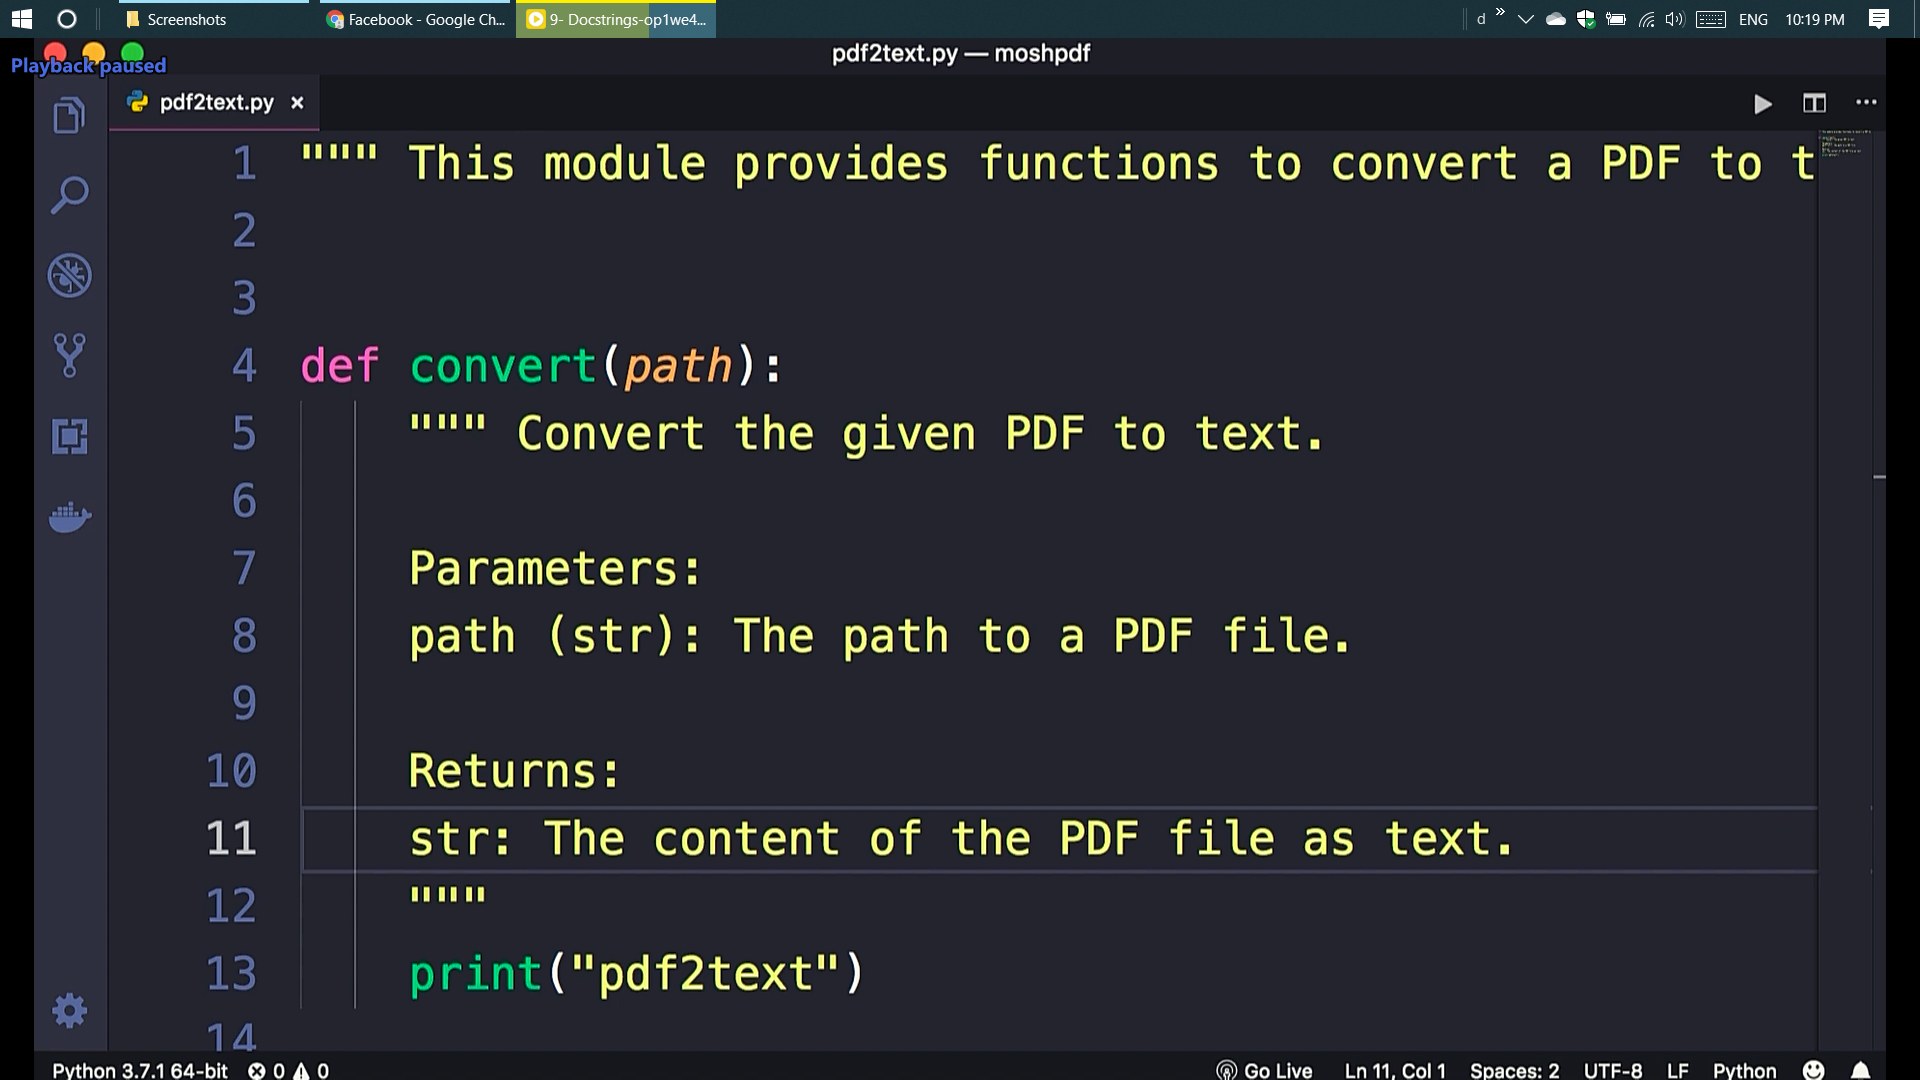 Screenshots
Facebook - Google Ch...
9- Docstrings-op1we4...
d
ENG
10:19 PM
Playback paused
pdf2text.py — moshpdf
pdf2text.py ×
1 """ This module provides functions to convert a PDF to t
2
3
4 def convert(path):
5 """ Convert the given PDF to text.
6
7 Parameters:
8 path (str): The path to a PDF file.
9
10 Returns:
11 str: The content of the PDF file as text.
12 """
13 print("pdf2text")
14
Python 3.7.1 64-bit 0 0 Go Live Ln 11, Col 1 Spaces: 2 UTF-8 LF Python